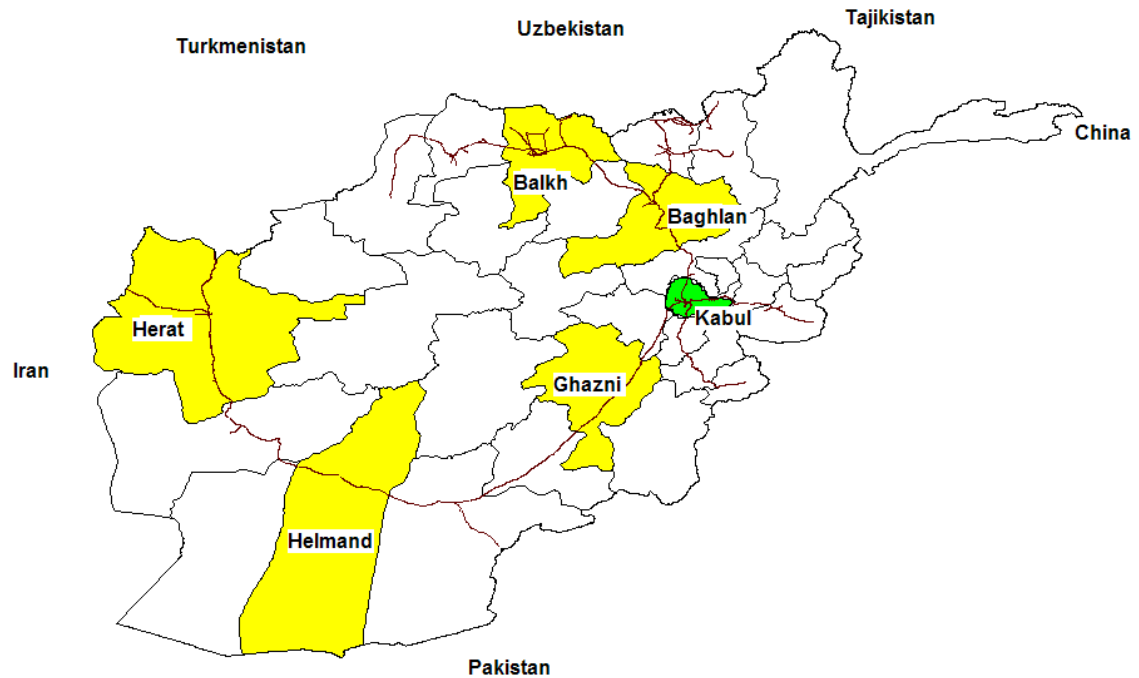 Tajikistan
Uzbekistan
Turkmenistan
China
Balkh
Baghlan
Kabul
Herat
Iran
Ghazni
Helmand
Pakistan